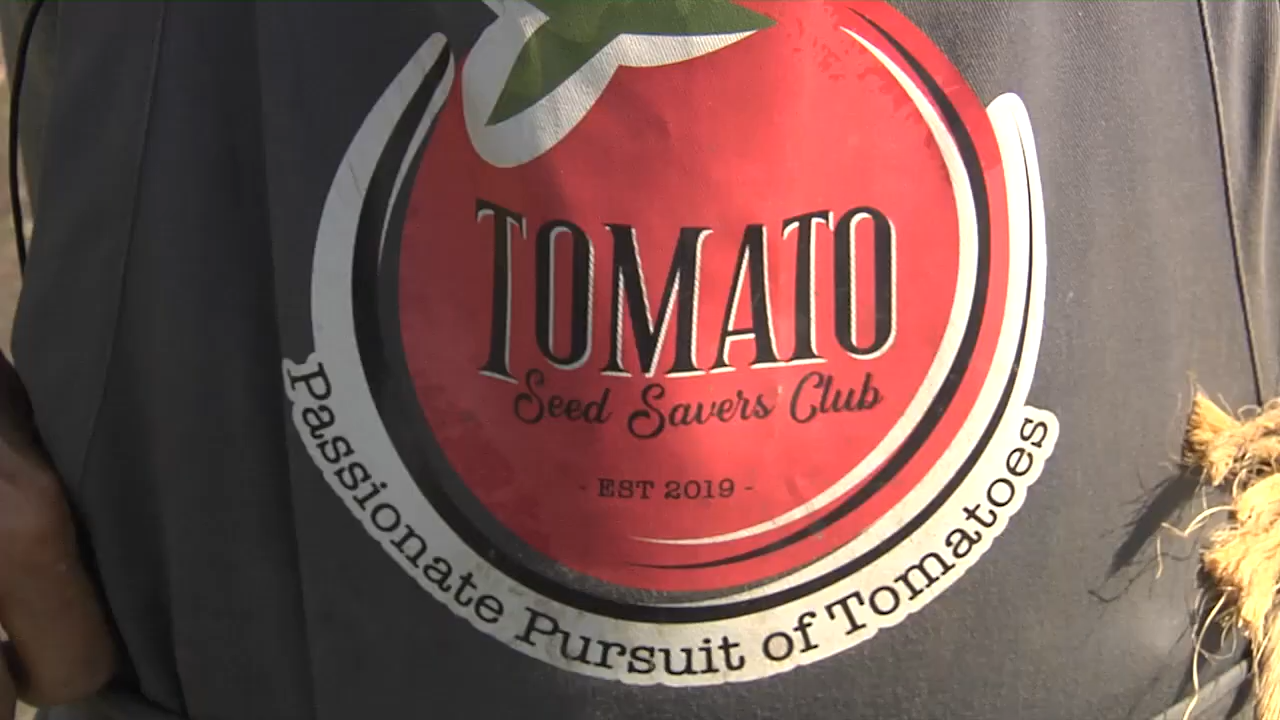 TOMATO
Seed Savers Club
- EST 2019 -
Passionate Pursuit of Tomatoes